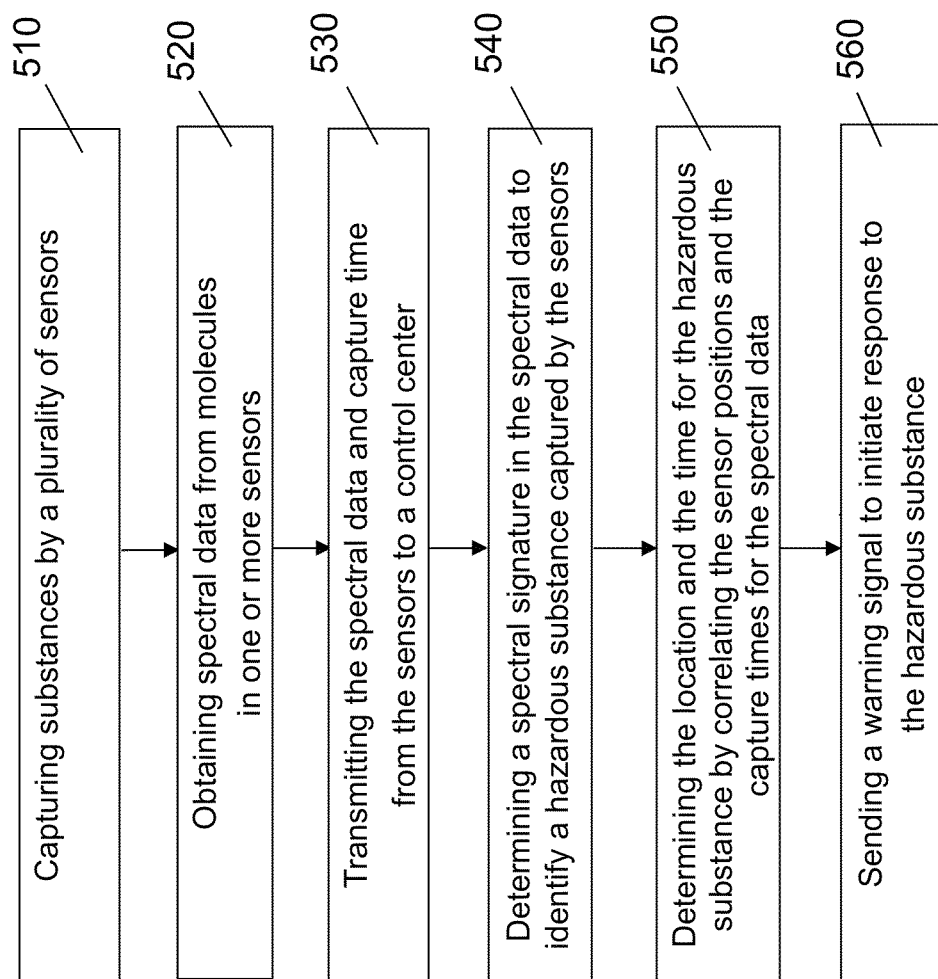 Capturing substances by a plurality of sensors
510
Obtaining spectral data from molecules
in one or more sensors
520
Transmitting the spectral data and capture time
from the sensors to a control center
530
Determining a spectral signature in the spectral data to
identify a hazardous substance captured by the sensors
540
Determining the location and the time for the hazardous
substance by correlating the sensor positions and the
capture times for the spectral data
550
Sending a warning signal to initiate response to
the hazardous substance
560